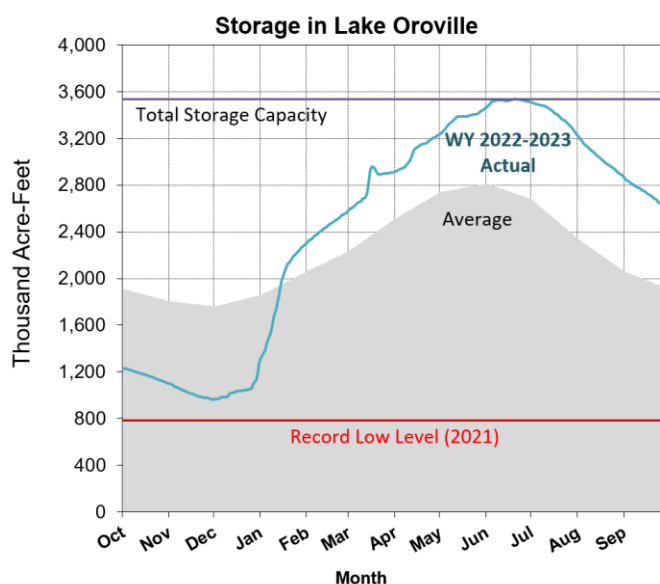 Storage in Lake Oroville
Thousand Acre-Feet
4,000
3,600
3,200
2,800
2,400
2,000
1,600
1,200
800
400
0
Total Storage Capacity
WY 2022-2023
Actual
Average
Record Low Level (2021)
Oct Nov Dec Jan Feb Mar Apr May Jun Jul Aug Sep
Month